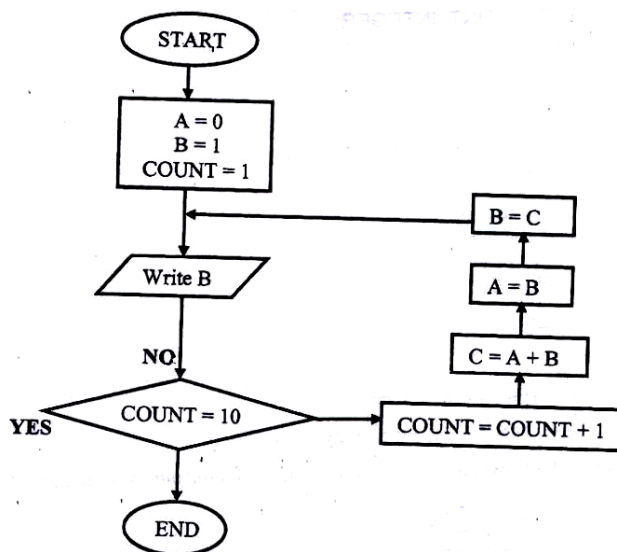 START
A = 0
B = 1
COUNT = 1
B = C
Write B
A = B
C = A + B
NO
COUNT = 10
YES
COUNT = COUNT + 1
END